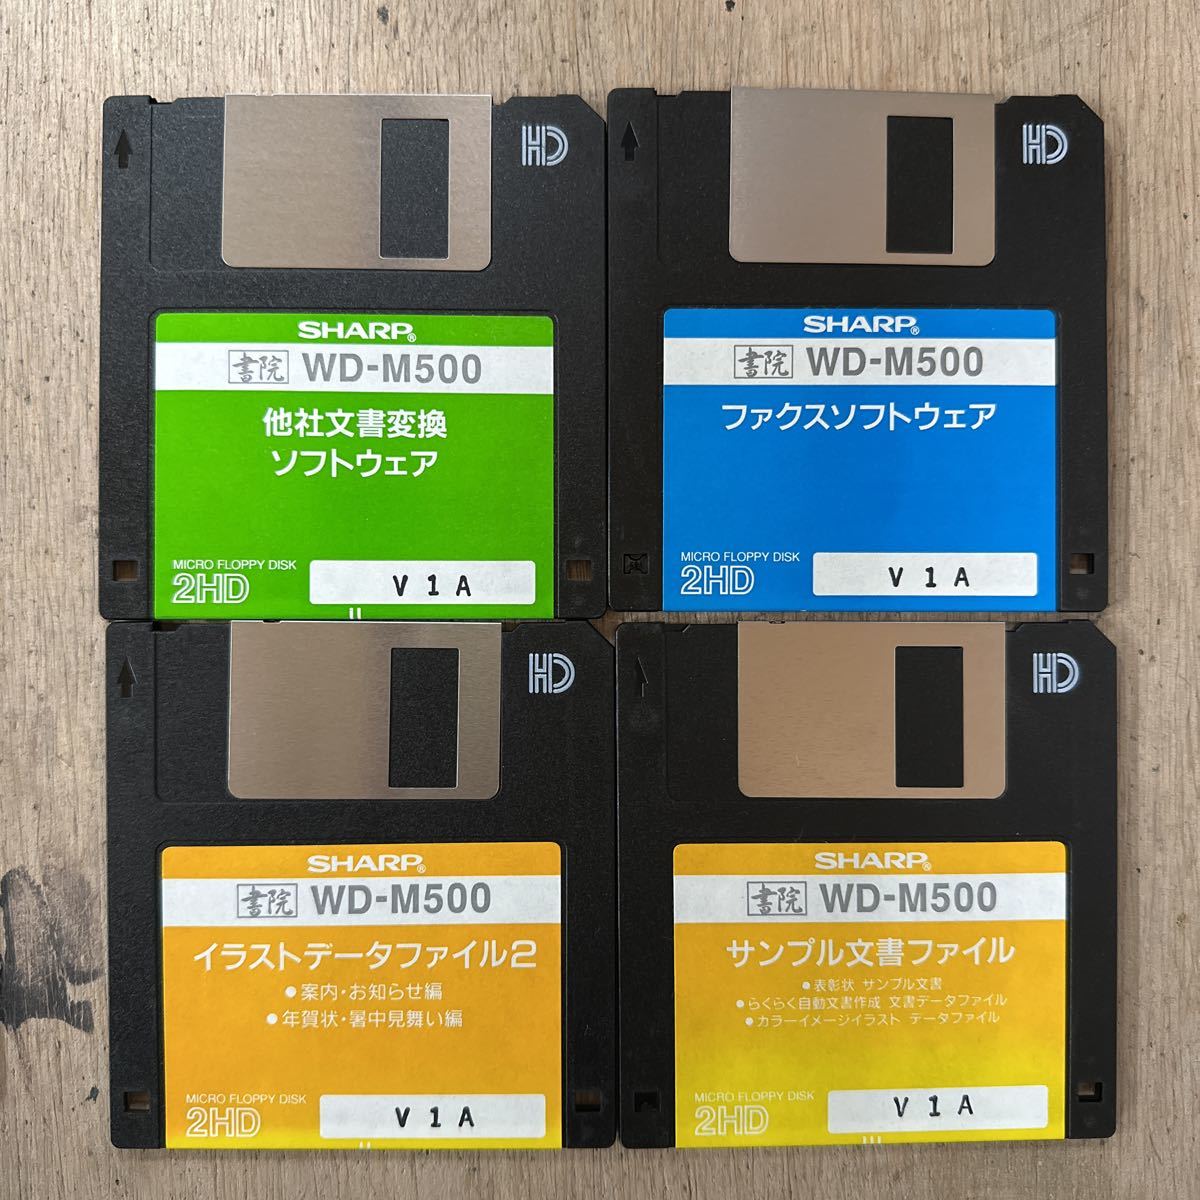 HD
SHARP®
書院 WD-M500
他社文書変換
ソフトウェア
MICRO FLOPPY DISK
2HD
V 1 A
HD
SHARP®
書院 WD-M500
ファクスソフトウェア
MICRO FLOPPY DISK
2HD
V 1 A
HD
SHARP®
書院 WD-M500
イラストデータファイル2
●案内・お知らせ編
●年賀状・暑中見舞い編
MICRO FLOPPY DISK
2HD
V 1 A
HD
SHARP®
書院 WD-M500
サンプル文書ファイル
●表彰状 サンプル文書
●らくらく自動文書作成 文書データファイル
●カラーイメージイラスト データファイル
MICRO FLOPPY DISK
2HD
V 1 A